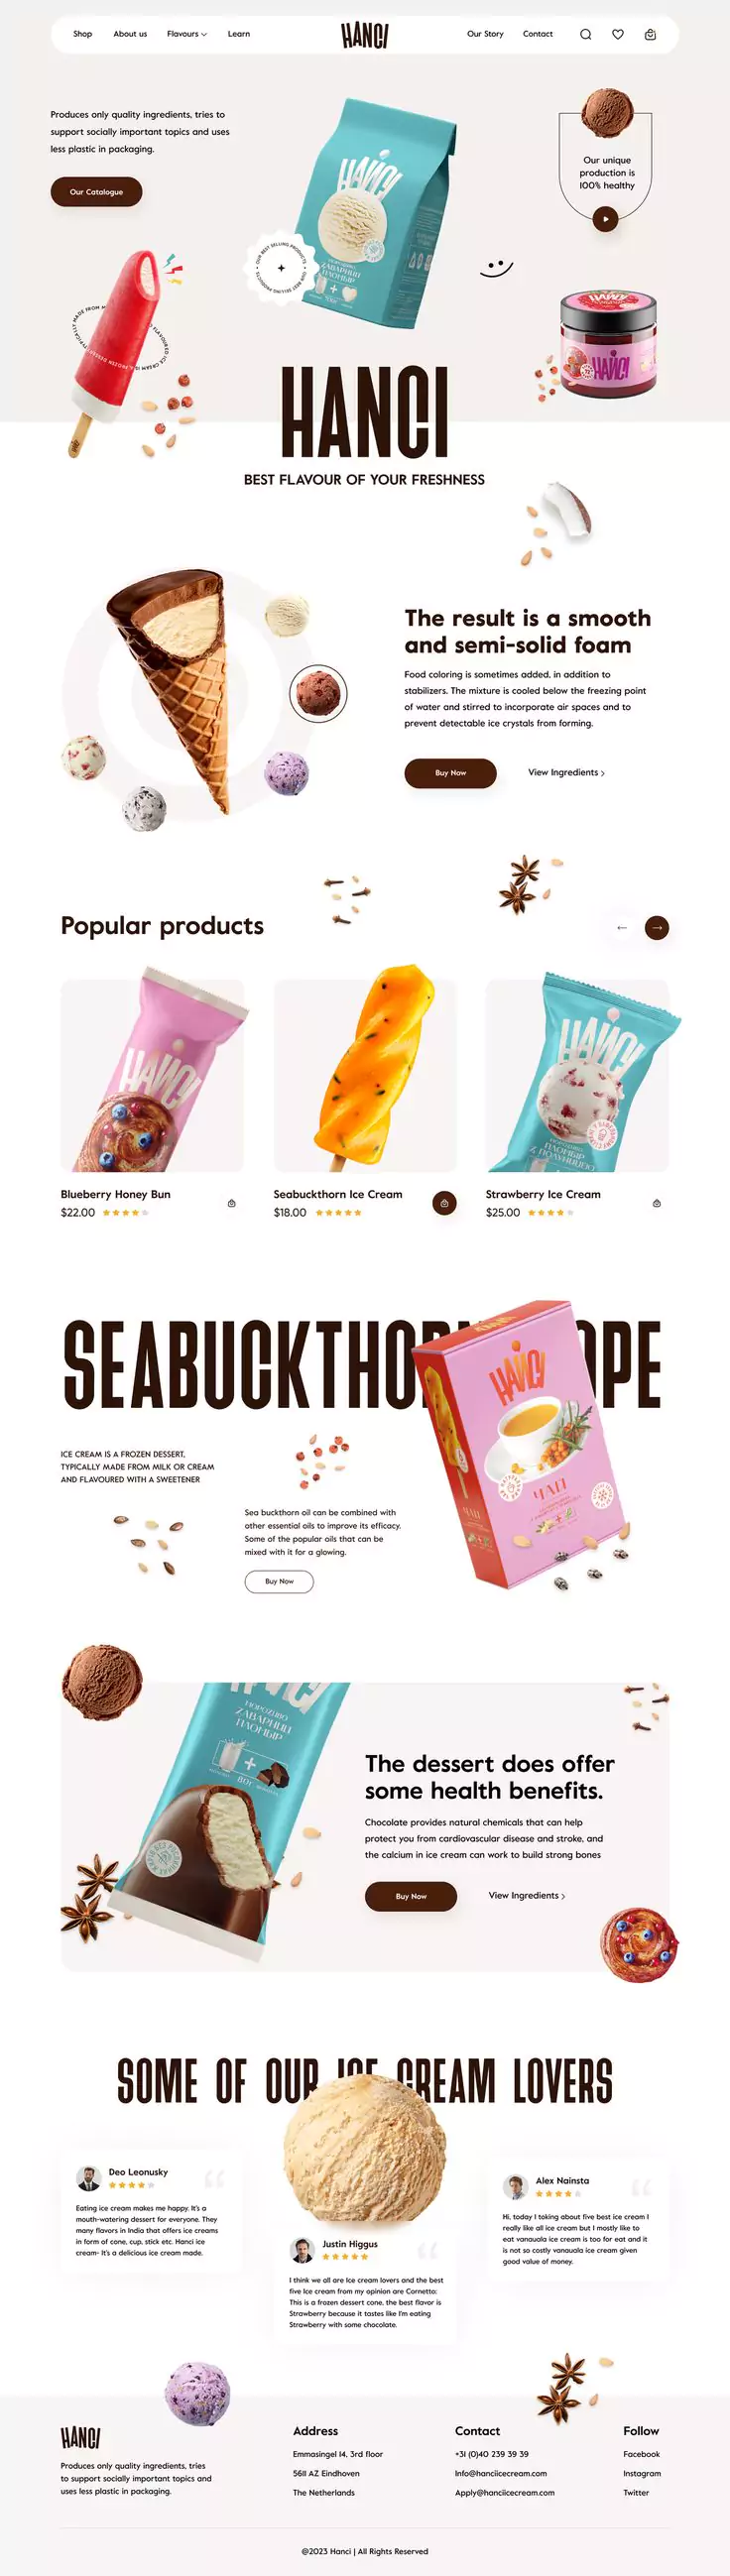 Shop
About us
Flavours
Learn
HANCI
Our Story
Contact
Produces only quality ingredients, tries to
support socially important topics and uses
less plastic in packaging.
Our Catalogue
HANCI
OUR BEST SELLING PRODUCTS
OUR BEST SELLING PRODUCTS
Our unique
production is
100% healthy
HANCI
HANCI
BEST FLAVOUR OF YOUR FRESHNESS
The result is a smooth
and semi-solid foam
Food coloring is sometimes added, in addition to
stabilizers. The mixture is cooled below the freezing point
of water and stirred to incorporate air spaces and to
prevent detectable ice crystals from forming.
Buy Now
View Ingredients
Popular products
HANCI
HANCI
Blueberry Honey Bun
$22.00
Seabuckthorn Ice Cream
$18.00
Strawberry Ice Cream
$25.00
HANCI
ICE CREAM IS A FROZEN DESSERT,
TYPICALLY MADE FROM MILK OR CREAM
AND FLAVOURED WITH A SWEETENER
Sea buckthorn oil can be combined with
other essential oils to improve its efficacy.
Some of the popular oils that can be
mixed with it for a glowing.
Buy Now
The dessert does offer
some health benefits.
Chocolate provides natural chemicals that can help
protect you from cardiovascular disease and stroke, and
the calcium in ice cream can work to build strong bones
Buy Now
View Ingredients
SOME OF OUR ICE CREAM LOVERS
Deo Leonusky
Eating ice cream makes me happy. It's a
mouth-watering dessert for everyone. They
many flavors in India that offers ice creams
in form of cone, cup, stick etc. Hanci ice
cream- It's a delicious ice cream made.
Justin Higgus
I think we all are Ice cream lovers and the best
five Ice cream from my opinion are Cornetto:
This is a frozen dessert cone, the best flavor is
Strawberry because it tastes like I'm eating
Strawberry with some chocolate.
Alex Nainsta
Hi, today I taking about five best ice cream I
really like all ice cream but I mostly like to
eat vanauala ice cream is too for eat and it
is not so costly vanauala ice cream given
good value of money.
HANCI
Produces only quality ingredients, tries
to support socially important topics and
uses less plastic in packaging.
Address
Emmasingel 14, 3rd floor
5611 AZ Eindhoven
The Netherlands
Contact
+31 (0)40 239 39 39
Info@hanciicecream.com
Apply@hanciicecream.com
Follow
Facebook
Instagram
Twitter
@2023 Hanci | All Rights Reserved